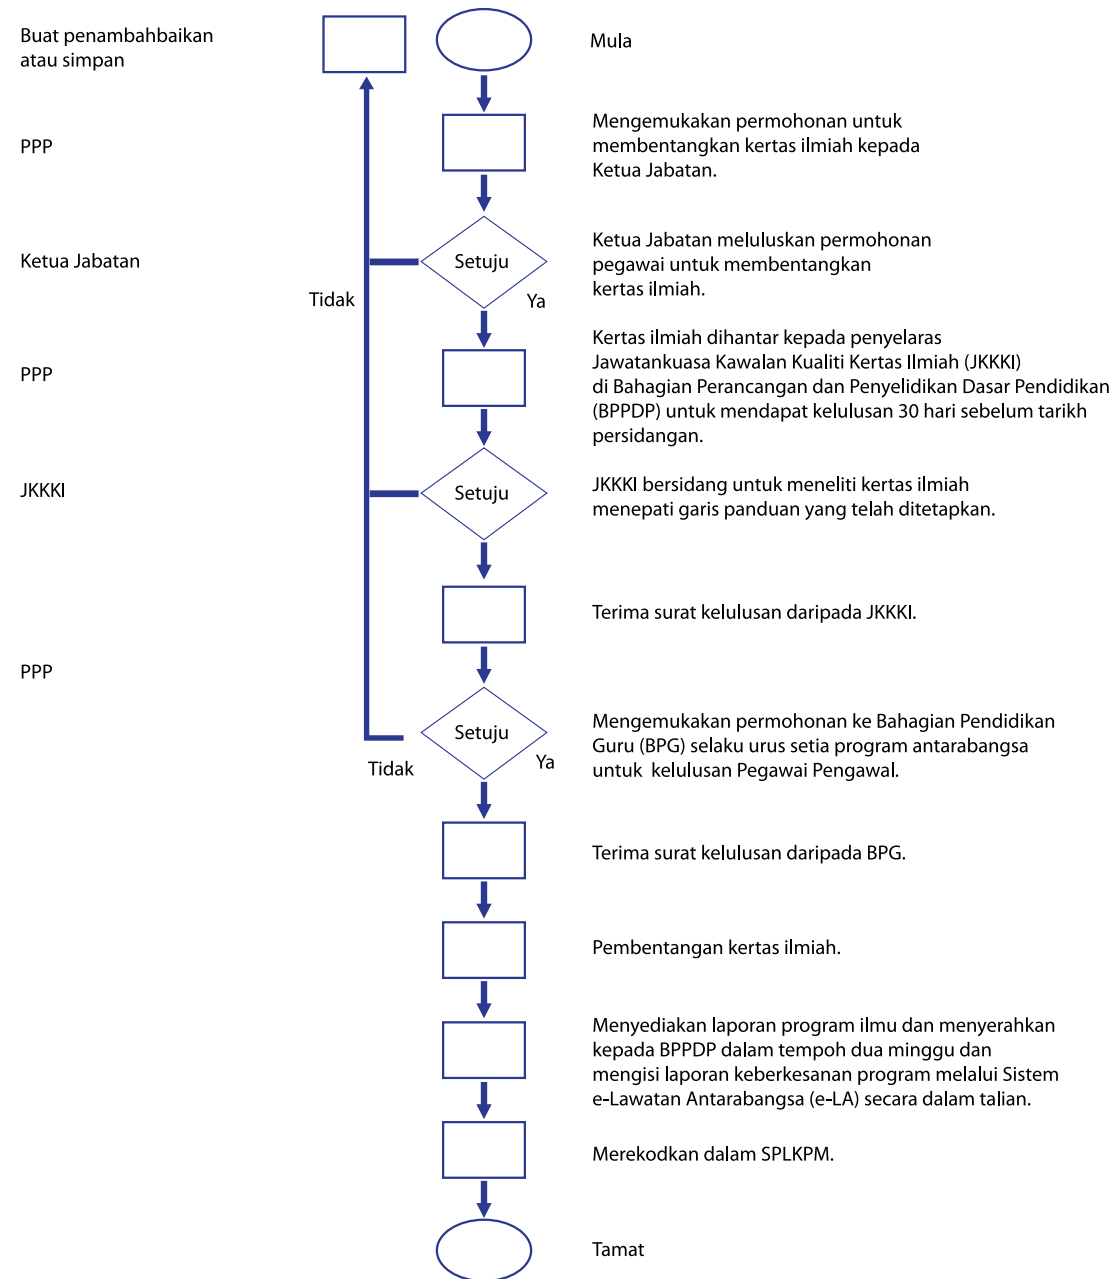 Buat penambahbaikan
atau simpan
Mula
PPP
Mengemukakan permohonan untuk
membentangkan kertas ilmiah kepada
Ketua Jabatan.
Ketua Jabatan
Setuju
Ketua Jabatan meluluskan permohonan
pegawai untuk membentangkan
kertas ilmiah.
Tidak
Ya
PPP
Kertas ilmiah dihantar kepada penyelaras
Jawatankuasa Kawalan Kualiti Kertas Ilmiah (JKKKI)
di Bahagian Perancangan dan Penyelidikan Dasar Pendidikan
(BPPDP) untuk mendapat kelulusan 30 hari sebelum tarikh
persidangan.
JKKKI
Setuju
JKKKI bersidang untuk meneliti kertas ilmiah
menepati garis panduan yang telah ditetapkan.
Terima surat kelulusan daripada JKKKI.
PPP
Setuju
Mengemukakan permohonan ke Bahagian Pendidikan
Guru (BPG) selaku urus setia program antarabangsa
untuk kelulusan Pegawai Pengawal.
Tidak
Ya
Terima surat kelulusan daripada BPG.
Pembentangan kertas ilmiah.
Menyediakan laporan program ilmu dan menyerahkan
kepada BPPDP dalam tempoh dua minggu dan
mengisi laporan keberkesanan program melalui Sistem
e-Lawatan Antarabangsa (e-LA) secara dalam talian.
Merekodkan dalam SPLKPM.
Tamat